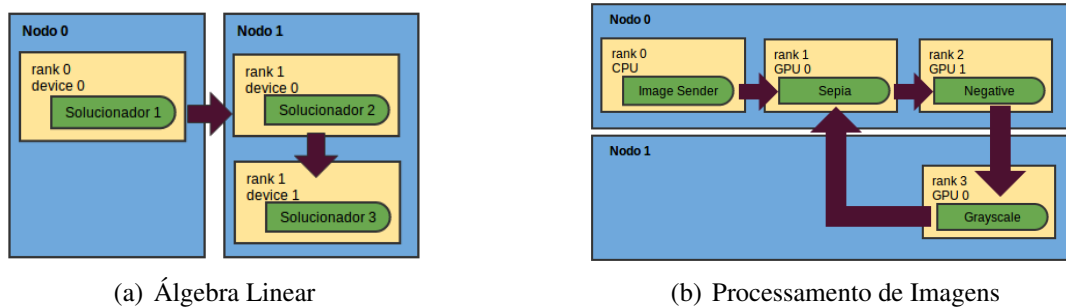 Nodo 0
rank 0
device 0
Solucionador 1
Nodo 1
rank 1
device 0
Solucionador 2
rank 1
device 1
Solucionador 3
(a) Álgebra Linear
Nodo 0
rank 0
CPU
Image Sender
rank 1
GPU 0
Sepia
rank 2
GPU 1
Negative
Nodo 1
rank 3
GPU 0
Grayscale
(b) Processamento de Imagens